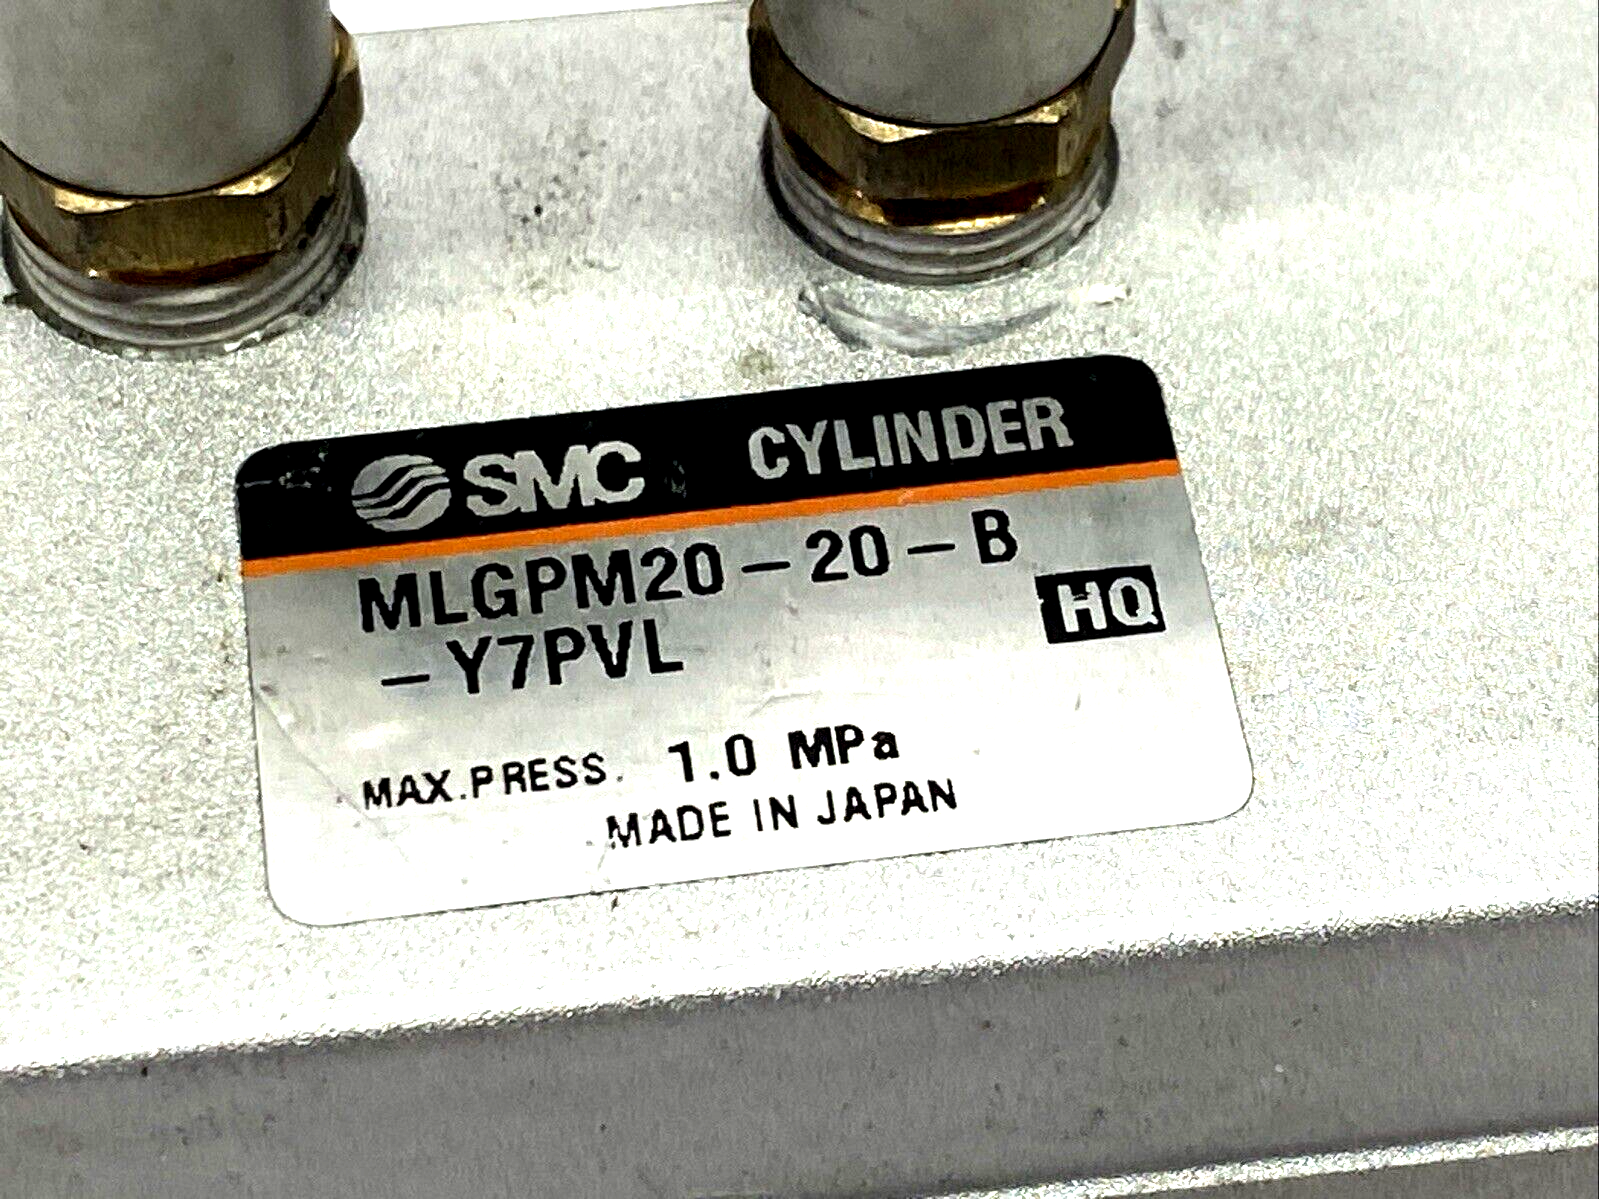 SMC CYLINDER
MLGPM20-20-B
-Y7PVL HQ
MAX.PRESS. 1.0 MPa
MADE IN JAPAN